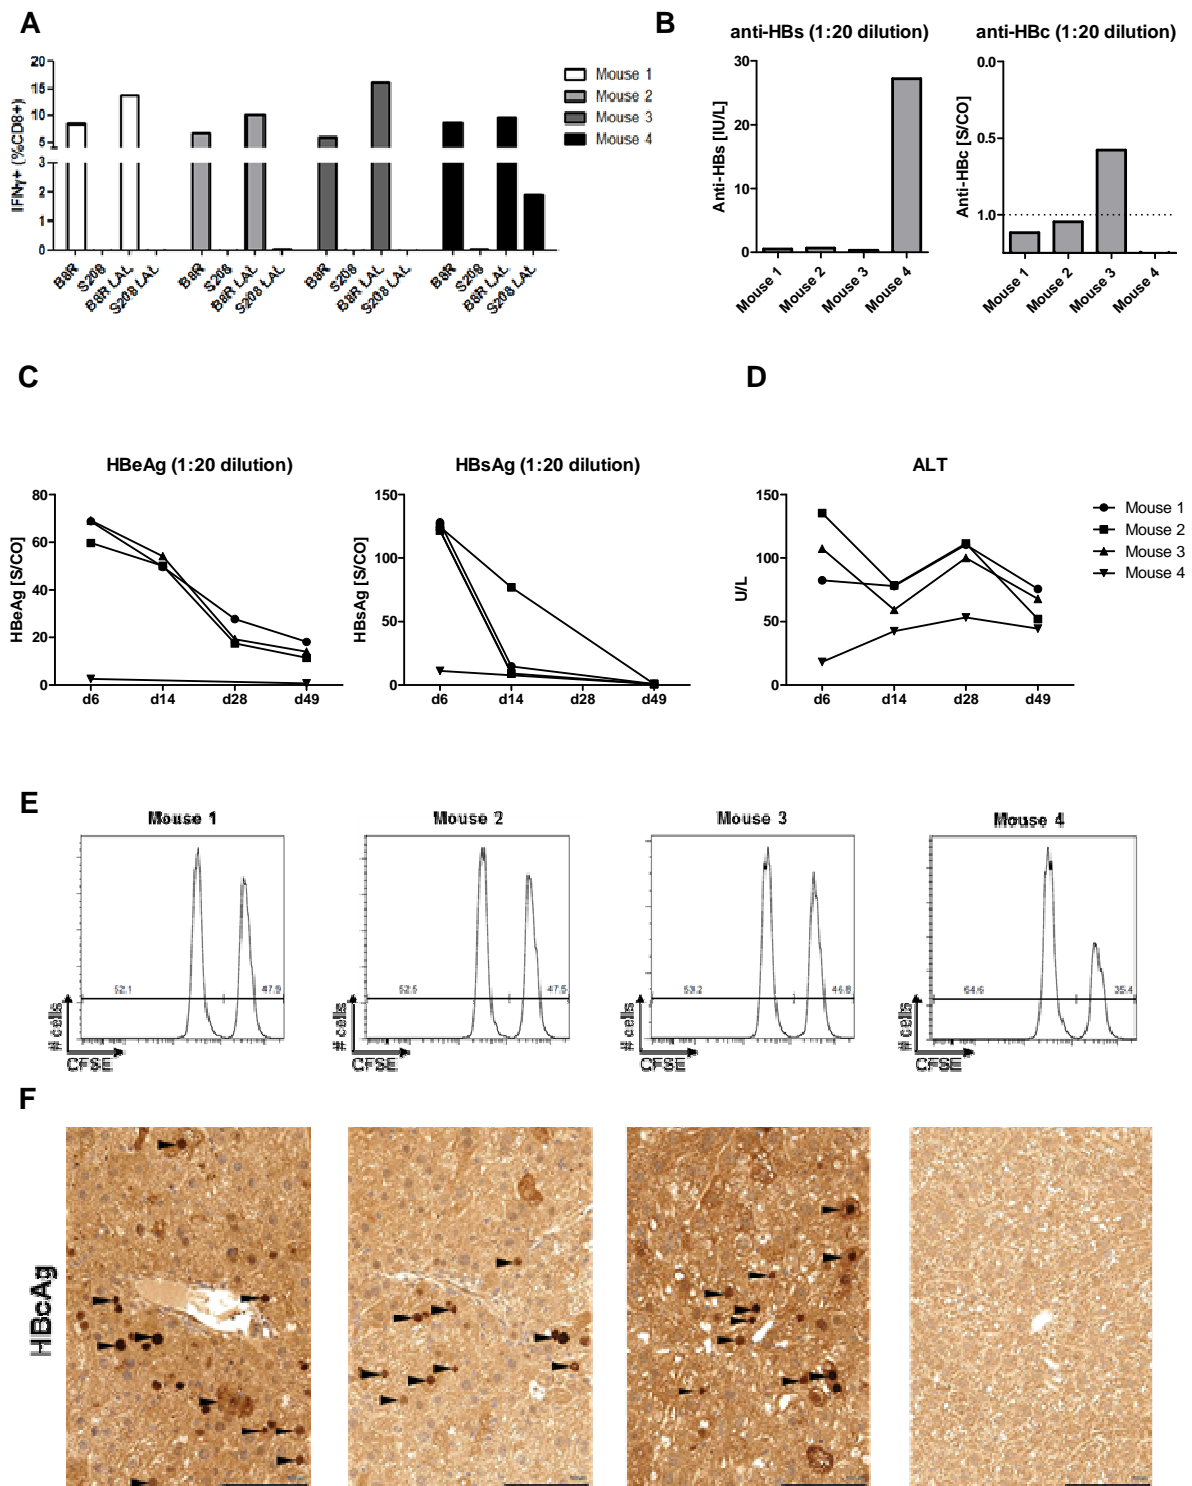 A
20
15
10
5
3
2
1
0
IFNγ+ (%CD8+)
B8R
S208
B8R LAL
S208 LAL
B8R
S208
B8R LAL
S208 LAL
B8R
S208
B8R LAL
S208 LAL
B8R
S208
B8R LAL
S208 LAL
Mouse 1
Mouse 2
Mouse 3
Mouse 4
B
anti-HBs (1:20 dilution)
30
20
10
0
Anti-HBs [IU/L]
Mouse 1
Mouse 2
Mouse 3
Mouse 4
anti-HBc (1:20 dilution)
0.0
0.5
1.0
Anti-HBc [S/CO]
Mouse 1
Mouse 2
Mouse 3
Mouse 4
C
HBeAg (1:20 dilution)
80
60
40
20
0
HBeAg [S/CO]
d6 d14 d28 d49
HBsAg (1:20 dilution)
150
100
50
0
HBsAg [S/CO]
d6 d14 d28 d49
D
ALT
150
100
50
0
U/L
d6 d14 d28 d49
Mouse 1
Mouse 2
Mouse 3
Mouse 4
E
Mouse 1
52.1 47.9
# cells
CFSE
Mouse 2
52.5 47.5
# cells
CFSE
Mouse 3
53.2 46.8
# cells
CFSE
Mouse 4
64.6 35.4
# cells
CFSE
F
HBcAg